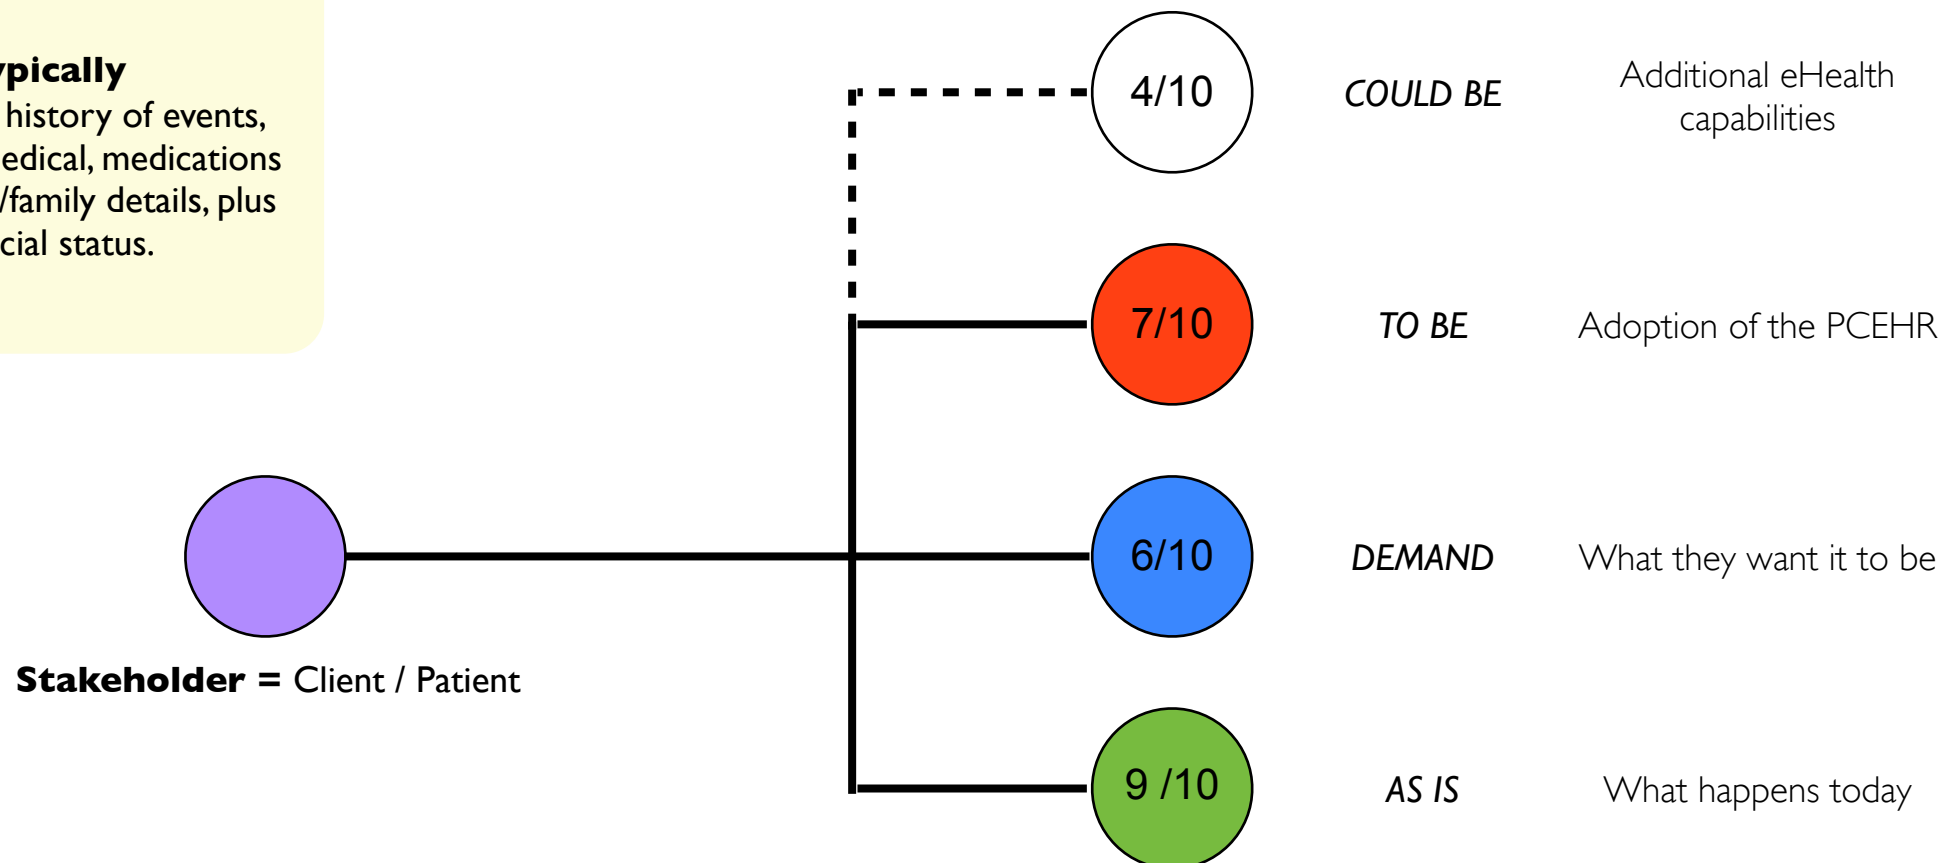 ypically
history of events,
edical, medications
/family details, plus
cial status.
4/10
COULD BE
Additional eHealth
capabilities
7/10
TO BE
Adoption of the PCEHR
6/10
DEMAND
What they want it to be
Stakeholder = Client / Patient
9 /10
AS IS
What happens today